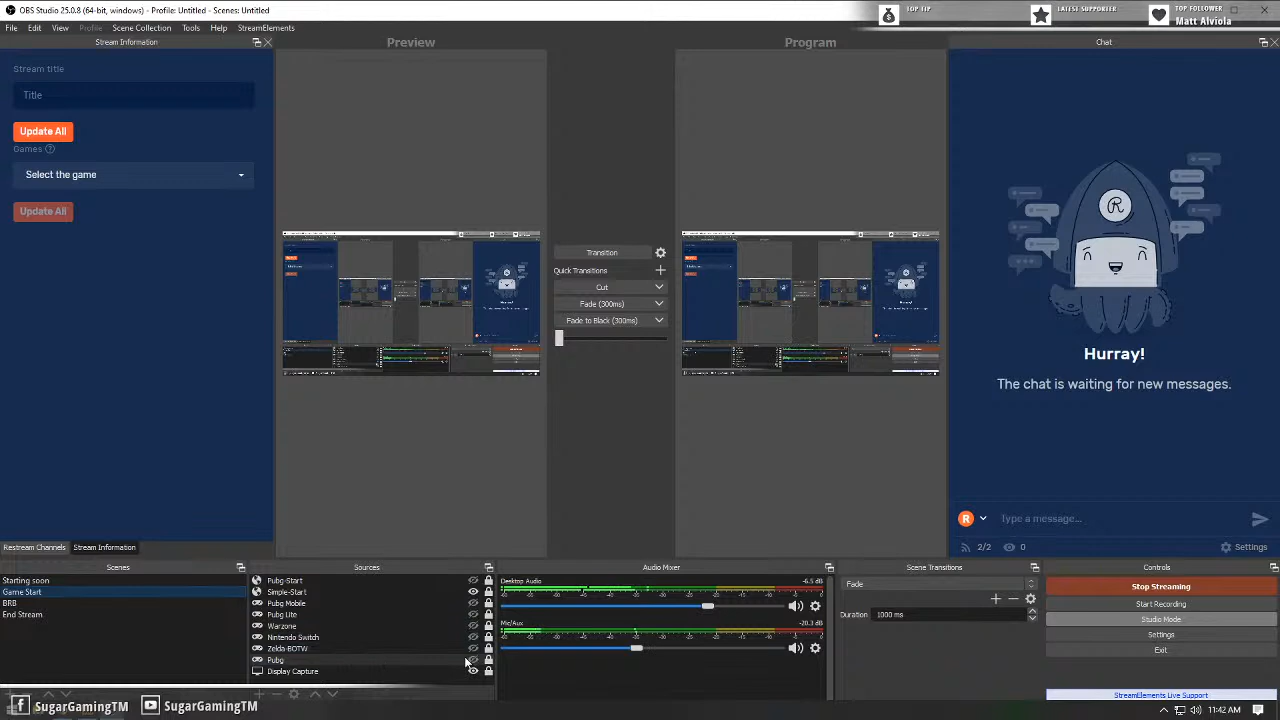 OBS Studio 25.0.8 (64-bit, windows) - Profile: Untitled - Scenes: Untitled
TOP TIP
LATEST SUPPORTER
TOP FOLLOWER
Matt Alviola
File Edit View Profile Scene Collection Tools Help StreamElements
Stream Information
Preview
Program
Chat
Stream title
Title
Update All
Games:
Select the game
Update All
Transition
Quick Transitions
Cut
Fade (300ms)
Fade to Black (300ms)
R
Hurray!
The chat is waiting for new messages.
R
Type a message...
2/2
0
Settings
Restream Channels
Stream Information
Scenes
Starting soon
Game Start
BRB
End Stream
Sources
Pubg-Start
Simple-Start
Pubg Mobile
Pubg Lite
Warzone
Nintendo Switch
Zelda-BOTW
Pubg
Display Capture
Audio Mixer
Desktop Audio
-6.5 dB
Mic/Aux
-20.3 dB
Scene Transitions
Fade
Duration
1000 ms
Controls
Stop Streaming
Start Recording
Studio Mode
Settings
Exit
StreamElements Live Support
SugarGamingTM
SugarGamingTM
11:42 AM